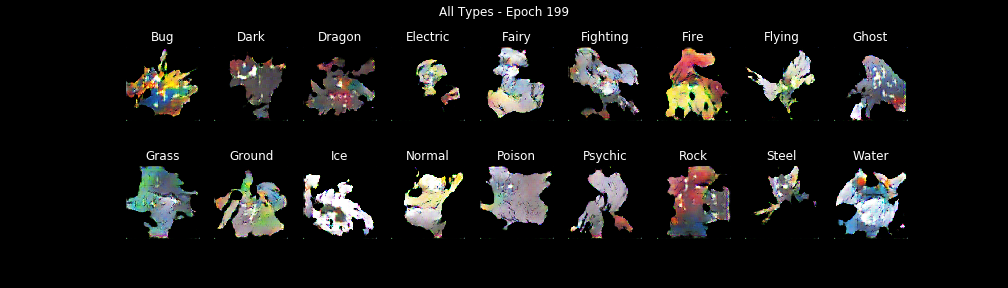 All Types - Epoch 199
Bug Dark Dragon Electric Fairy Fighting Fire Flying Ghost
Grass Ground Ice Normal Poison Psychic Rock Steel Water